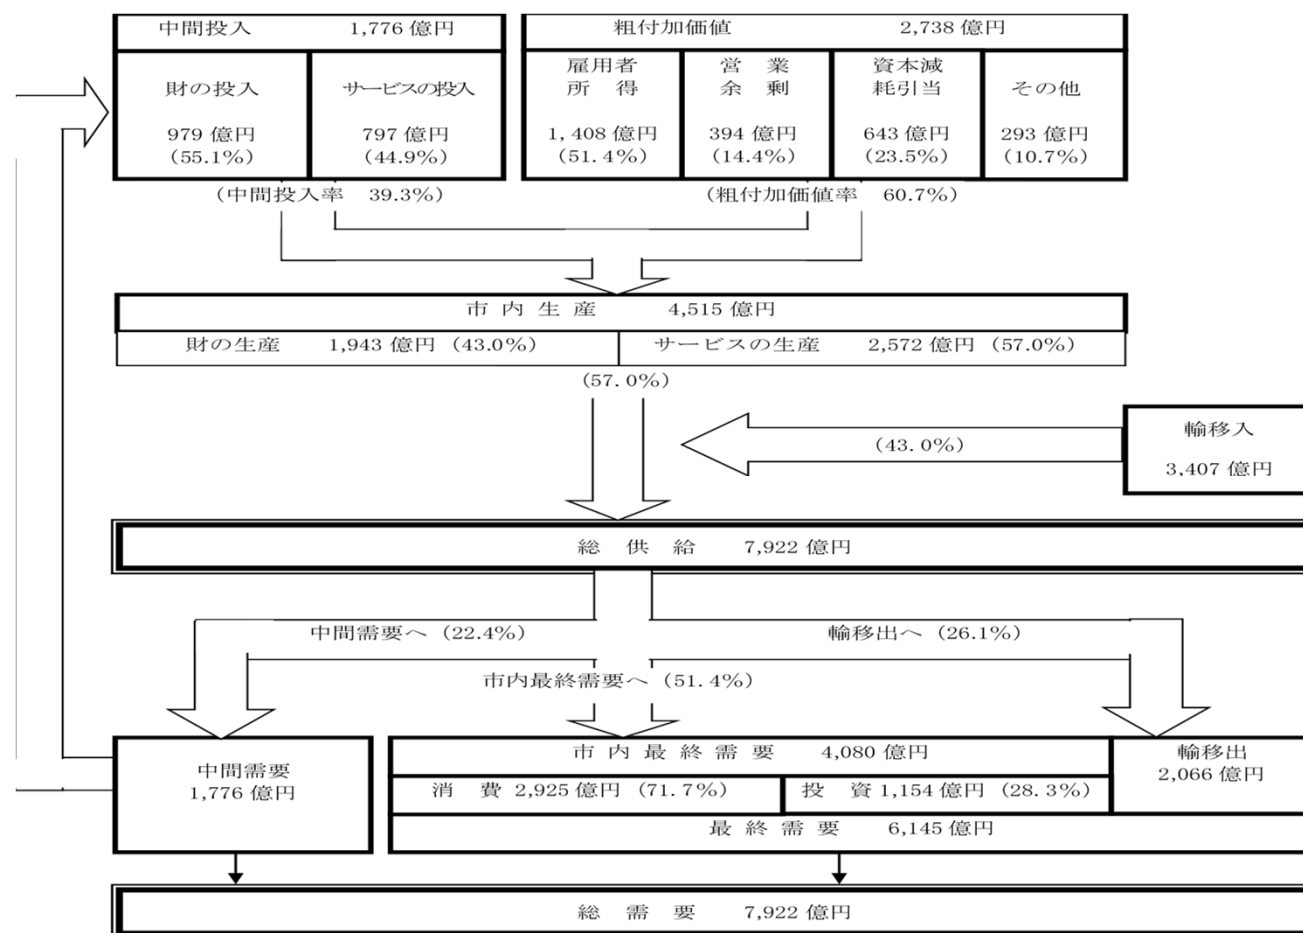 中間投入 1,776 億円
粗付加価値 2,738 億円
財の投入
979 億円
(55.1%)
サービスの投入
797 億円
(44.9%)
雇用者
所 得
1,408 億円
(51.4%)
営 業
余 剰
394 億円
(14.4%)
資本減
耗引当
643 億円
(23.5%)
その他
293 億円
(10.7%)
(中間投入率 39.3%)
(粗付加価値率 60.7%)
市 内 生 産 4,515 億円
財の生産 1,943 億円 (43.0%)
サービスの生産 2,572 億円 (57.0%)
(57.0%)
(43.0%)
輸移入
3,407 億円
総 供 給 7,922 億円
中間需要へ (22.4%)
輸移出へ (26.1%)
市内最終需要へ (51.4%)
中間需要
1,776 億円
市 内 最 終 需 要 4,080 億円
消 費 2,925 億円 (71.7%)
投 資 1,154 億円 (28.3%)
輸移出
2,066 億円
最 終 需 要 6,145 億円
総 需 要 7,922 億円